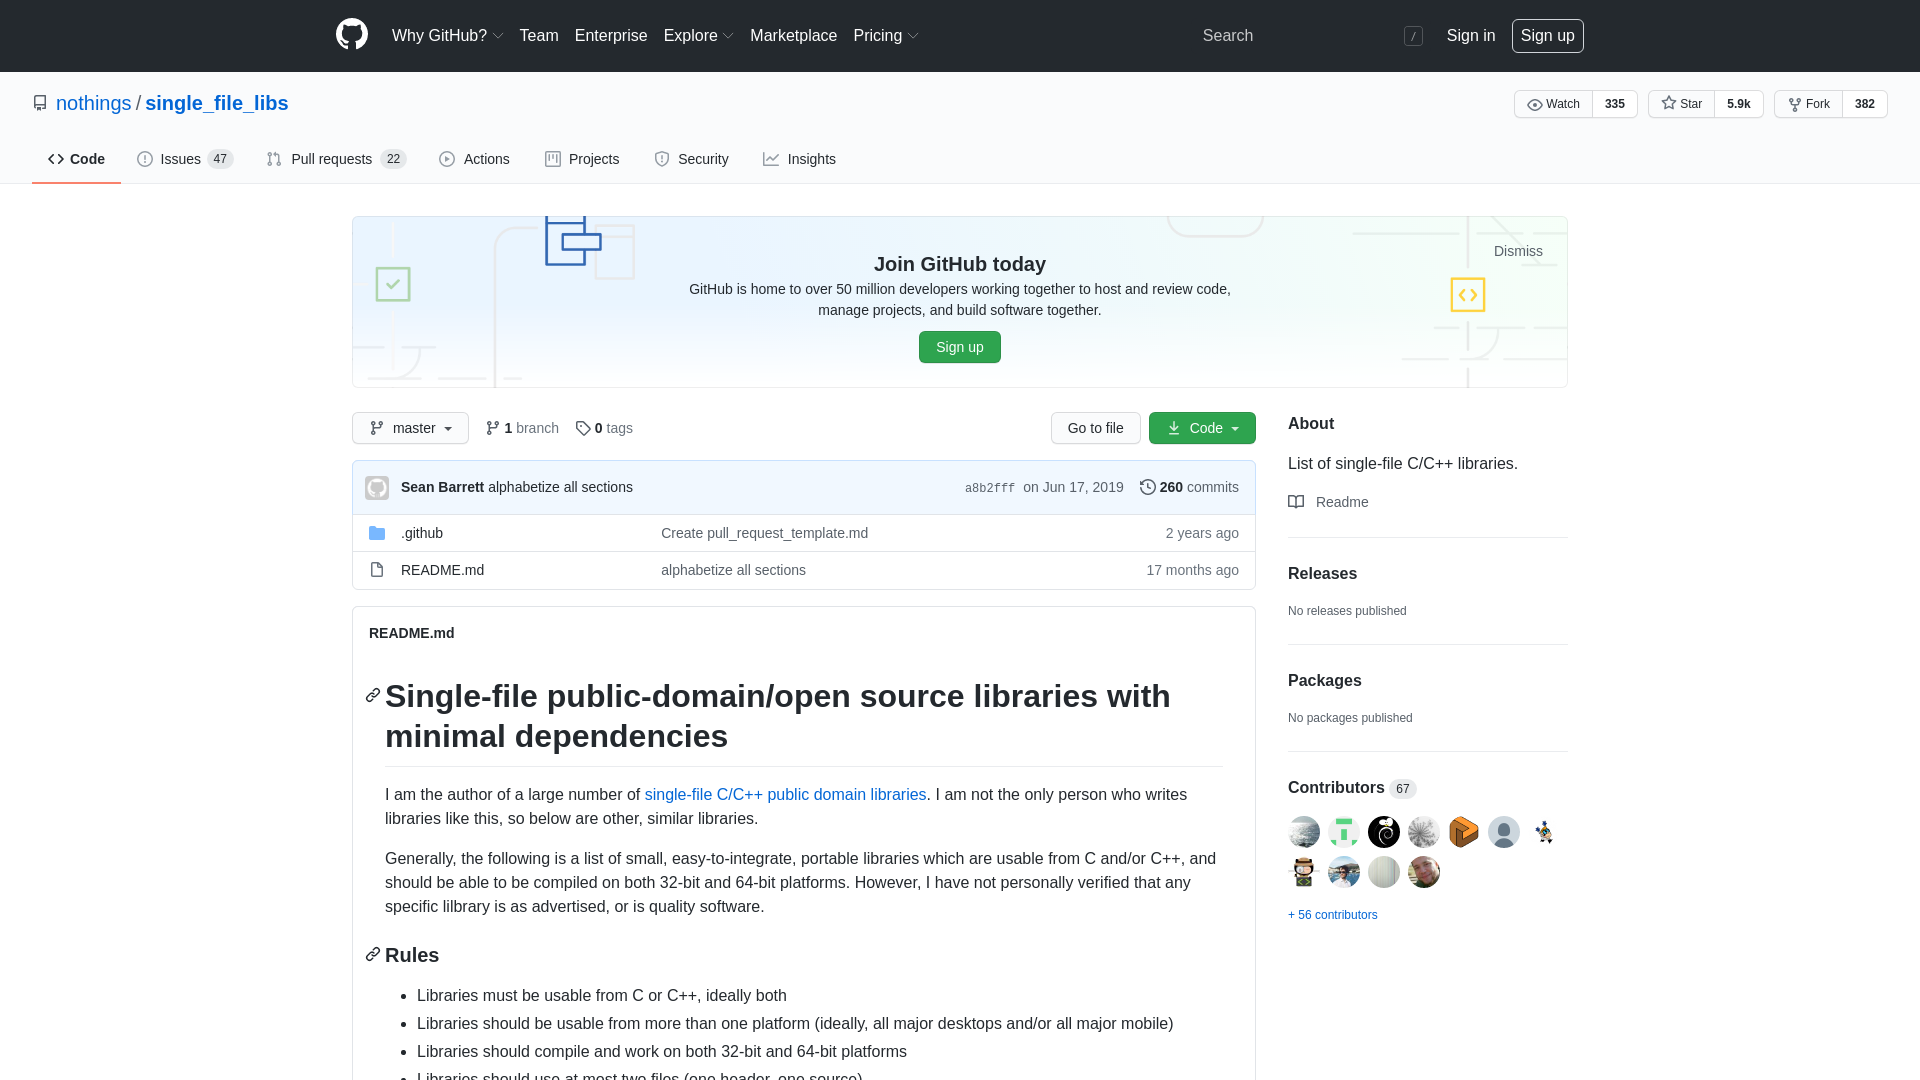 Why GitHub? Team Enterprise Explore Marketplace Pricing Search / Sign in Sign up
nothings / single_file_libs Watch 335 Star 5.9k Fork 382
Code Issues 47 Pull requests 22 Actions Projects Security Insights
Dismiss
Join GitHub today
GitHub is home to over 50 million developers working together to host and review code,
manage projects, and build software together.
Sign up
master 1 branch 0 tags Go to file Code
Sean Barrett alphabetize all sections a8b2fff on Jun 17, 2019 260 commits
.github Create pull_request_template.md 2 years ago
README.md alphabetize all sections 17 months ago
README.md
Single-file public-domain/open source libraries with
minimal dependencies
I am the author of a large number of single-file C/C++ public domain libraries. I am not the only person who writes
libraries like this, so below are other, similar libraries.
Generally, the following is a list of small, easy-to-integrate, portable libraries which are usable from C and/or C++, and
should be able to be compiled on both 32-bit and 64-bit platforms. However, I have not personally verified that any
specific lilbrary is as advertised, or is quality software.
Rules
• Libraries must be usable from C or C++, ideally both
• Libraries should be usable from more than one platform (ideally, all major desktops and/or all major mobile)
• Libraries should compile and work on both 32-bit and 64-bit platforms
• Libraries should use at most two files (one header, one source)
About
List of single-file C/C++ libraries.
Readme
Releases
No releases published
Packages
No packages published
Contributors 67
+ 56 contributors